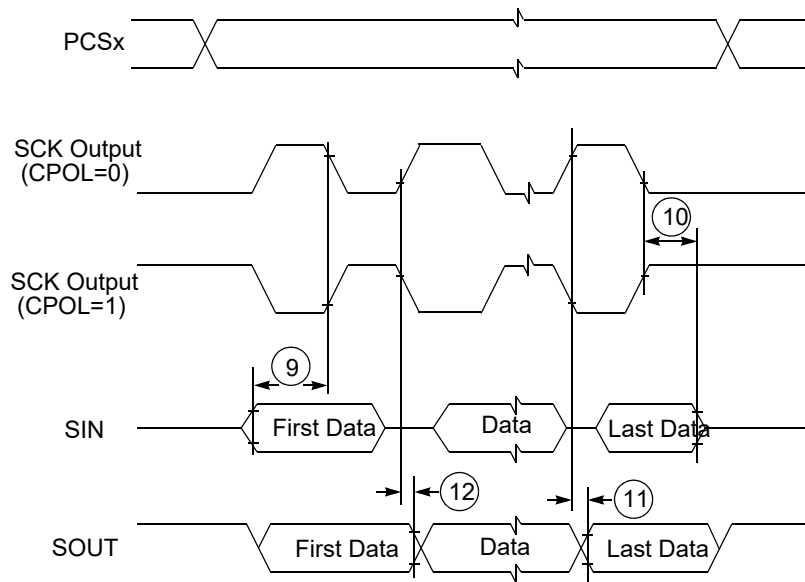 PCSx
SCK Output
(CPOL=0)
10
SCK Output
(CPOL=1)
9
SIN
First Data
Data
Last Data
12
11
SOUT
First Data
Data
Last Data